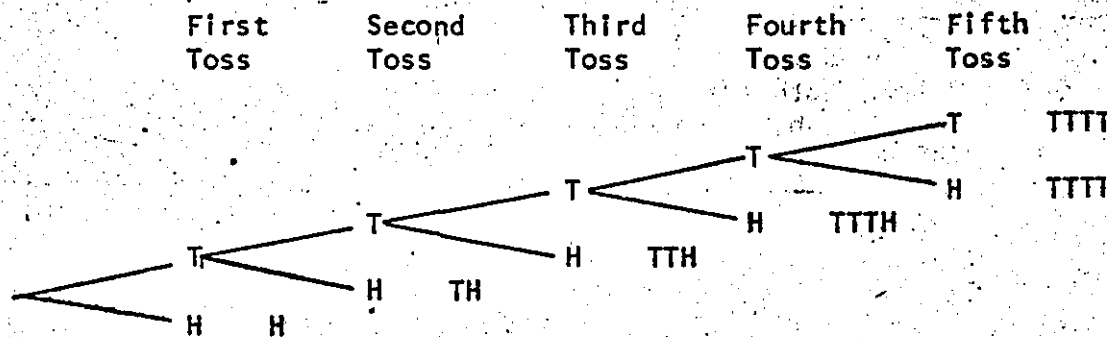 First Second Third Fourth Fifth
Toss Toss Toss Toss Toss
T TTTT
T
T H TTTT
T H TTTH
T H TTH
H TH
H H